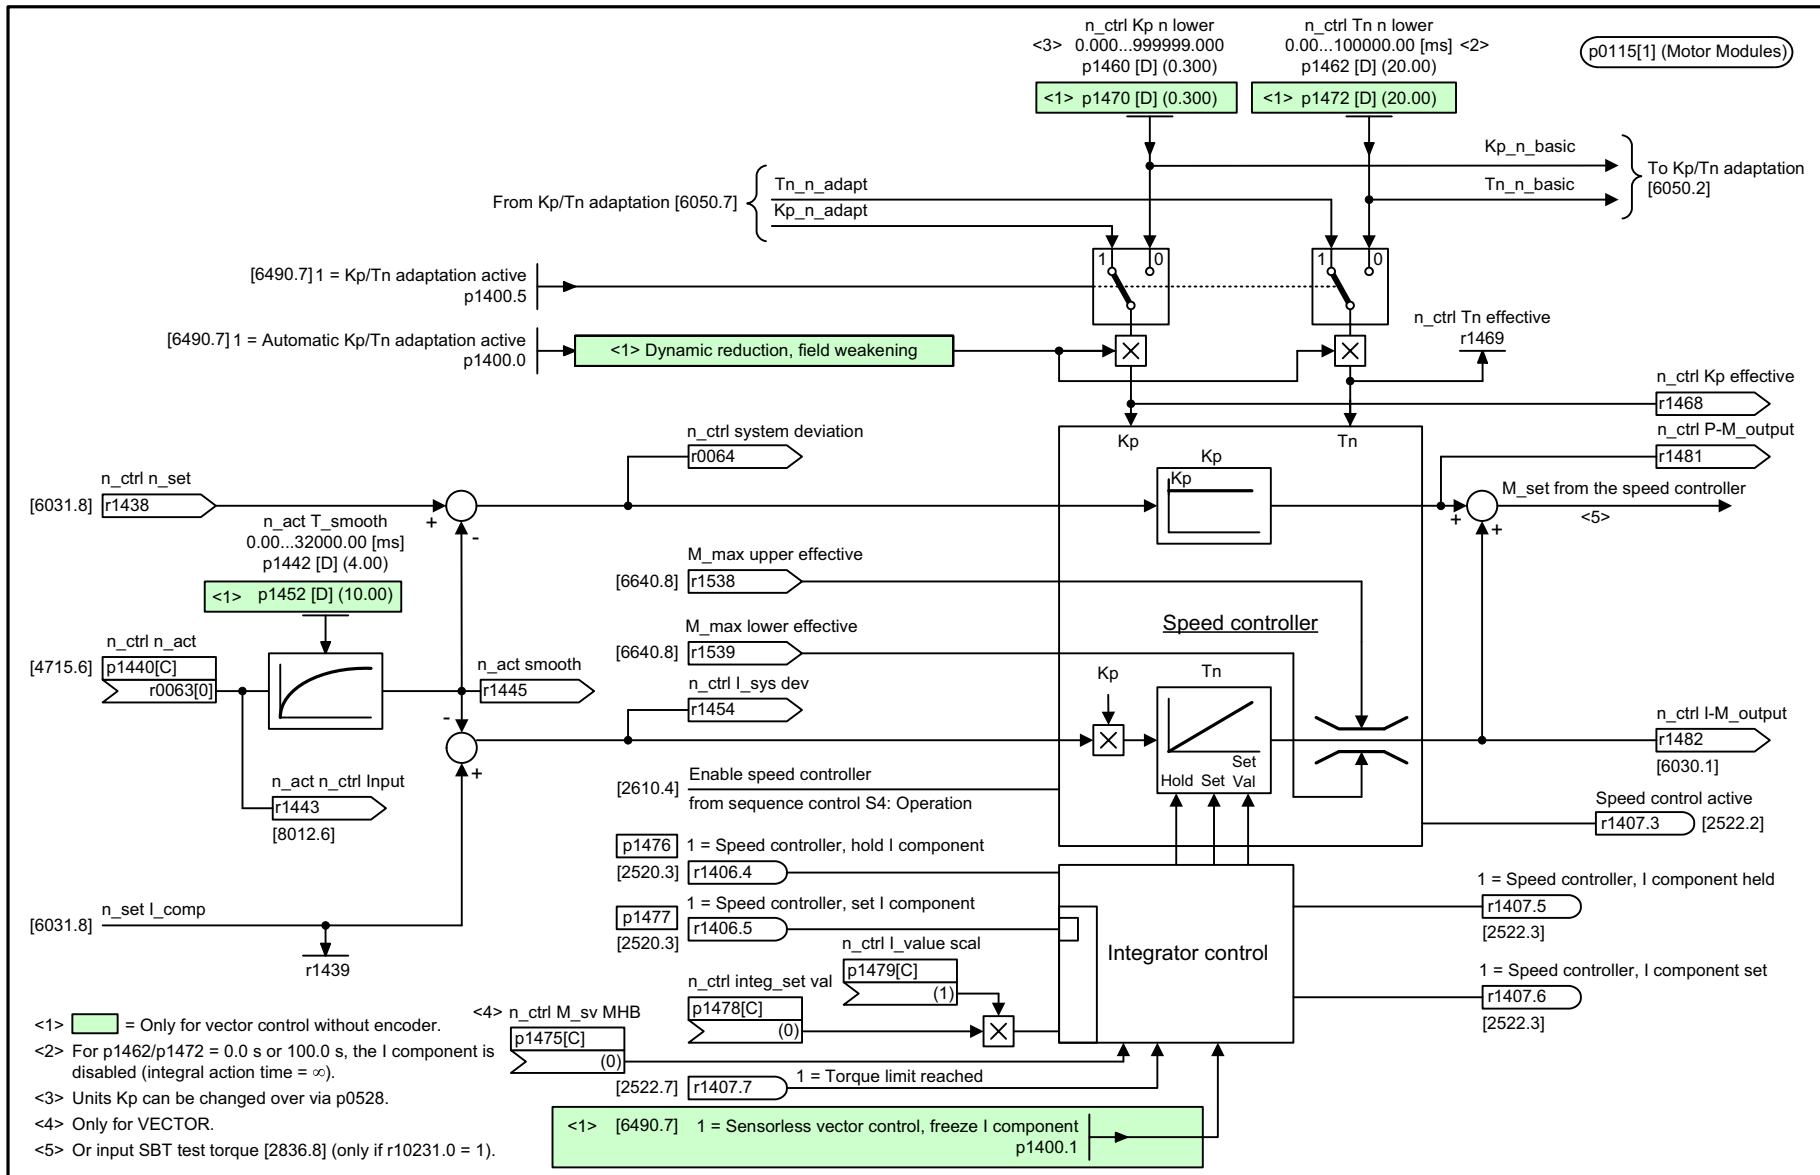 n_ctrl Kp n lower
<3> 0.000...999999.000
p1460 [D] (0.300)
<1> p1470 [D] (0.300)
n_ctrl Tn n lower
0.00...100000.00 [ms] <2>
p1462 [D] (20.00)
<1> p1472 [D] (20.00)
p0115[1] (Motor Modules)
Kp_n_basic
Tn_n_basic
To Kp/Tn adaptation
[6050.2]
From Kp/Tn adaptation [6050.7]
Tn_n_adapt
Kp_n_adapt
1 0
1 0
[6490.7] 1 = Kp/Tn adaptation active
p1400.5
[6490.7] 1 = Automatic Kp/Tn adaptation active
p1400.0
<1> Dynamic reduction, field weakening
n_ctrl Tn effective
r1469
n_ctrl Kp effective
r1468
n_ctrl P-M_output
r1481
n_ctrl system deviation
r0064
Kp
Tn
Kp
Kp
n_ctrl n_set
[6031.8] r1438
+
-
M_set from the speed controller
<5>
+
+
n_act T_smooth
0.00...32000.00 [ms]
p1442 [D] (4.00)
<1> p1452 [D] (10.00)
M_max upper effective
[6640.8] r1538
M_max lower effective
[6640.8] r1539
Speed controller
n_ctrl n_act
[4715.6] p1440[C]
r0063[0]
n_act smooth
r1445
n_ctrl I_sys dev
r1454
-
+
Kp
Tn
Set
Hold Set Val
n_ctrl I-M_output
r1482
[6030.1]
n_act n_ctrl Input
r1443
[8012.6]
[2610.4] Enable speed controller
from sequence control S4: Operation
Speed control active
r1407.3 [2522.2]
p1476 1 = Speed controller, hold I component
[2520.3] r1406.4
p1477 1 = Speed controller, set I component
[2520.3] r1406.5
Integrator control
1 = Speed controller, I component held
r1407.5
[2522.3]
1 = Speed controller, I component set
r1407.6
[2522.3]
n_set I_comp
[6031.8]
r1439
n_ctrl I_value scal
p1479[C]
(1)
n_ctrl integ_set val
p1478[C]
(0)
<4> n_ctrl M_sv MHB
p1475[C]
(0)
[2522.7] r1407.7 1 = Torque limit reached
<1> [6490.7] 1 = Sensorless vector control, freeze I component
p1400.1
<1> = Only for vector control without encoder.
<2> For p1462/p1472 = 0.0 s or 100.0 s, the I component is
disabled (integral action time = ∞).
<3> Units Kp can be changed over via p0528.
<4> Only for VECTOR.
<5> Or input SBT test torque [2836.8] (only if r10231.0 = 1).